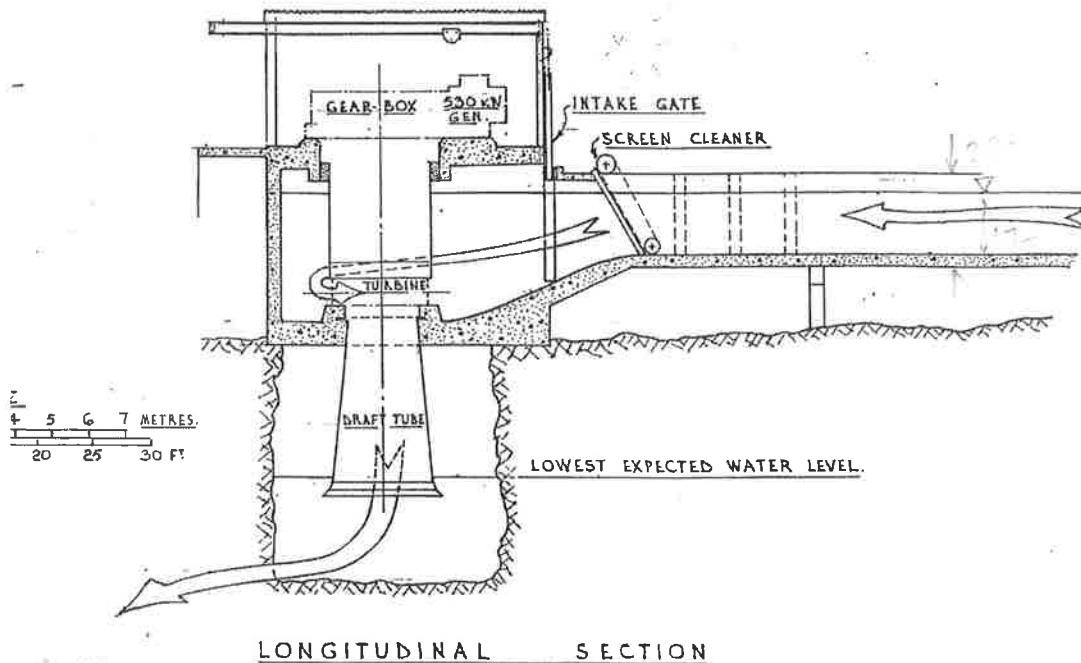 GEAR-BOX
530 KW
GEN.
INTAKE GATE
SCREEN CLEANER
TURBINE
DRAFT TUBE
4 5 6 7 METRES.
20 25 30 FT
LOWEST EXPECTED WATER LEVEL.
LONGITUDINAL SECTION